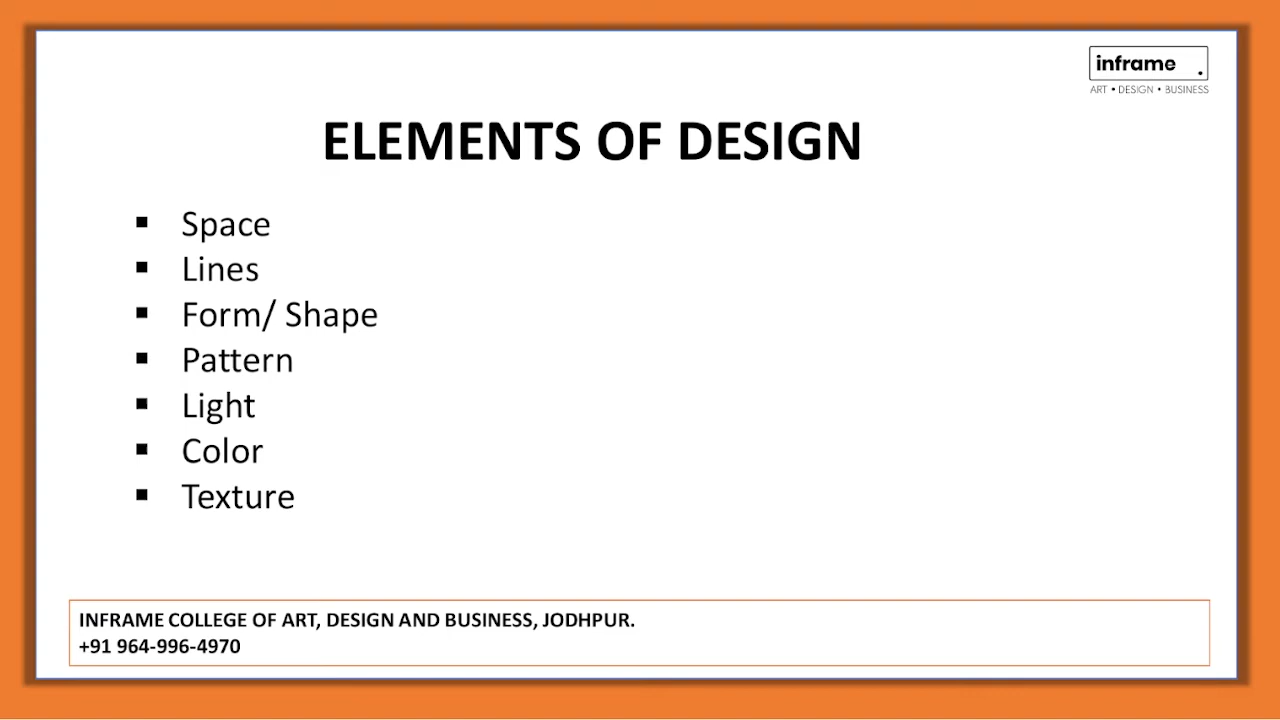 inframe .
ART • DESIGN • BUSINESS
ELEMENTS OF DESIGN
▪ Space
▪ Lines
▪ Form/ Shape
▪ Pattern
▪ Light
▪ Color
▪ Texture
INFRAME COLLEGE OF ART, DESIGN AND BUSINESS, JODHPUR.
+91 964-996-4970